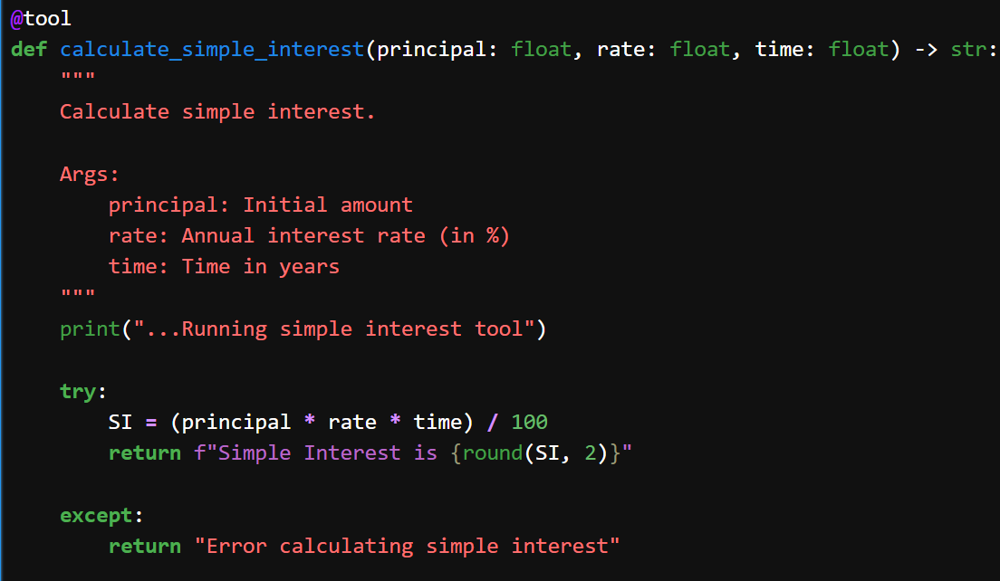 @tool
def calculate_simple_interest(principal: float, rate: float, time: float) -> str:
    """
    Calculate simple interest.

    Args:
        principal: Initial amount
        rate: Annual interest rate (in %)
        time: Time in years
    """
    print("...Running simple interest tool")

    try:
        SI = (principal * rate * time) / 100
        return f"Simple Interest is {round(SI, 2)}"

    except:
        return "Error calculating simple interest"